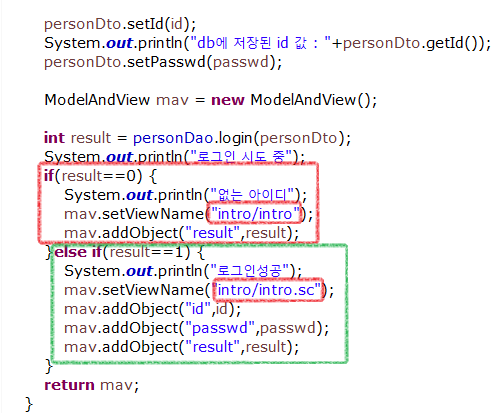 personDto.setId(id);
System.out.println("db에 저장된 id 값 : "+personDto.getId());
personDto.setPasswd(passwd);
ModelAndView mav = new ModelAndView();
int result = personDao.login(personDto);
System.out.println("로그인 시도 중");
if(result==0) {
System.out.println("없는 아이디");
mav.setViewName("intro/intro");
mav.addObject("result",result);
}else if(result==1) {
System.out.println("로그인성공");
mav.setViewName("intro/intro.sc");
mav.addObject("id",id);
mav.addObject("passwd",passwd);
mav.addObject("result",result);
}
return mav;
}